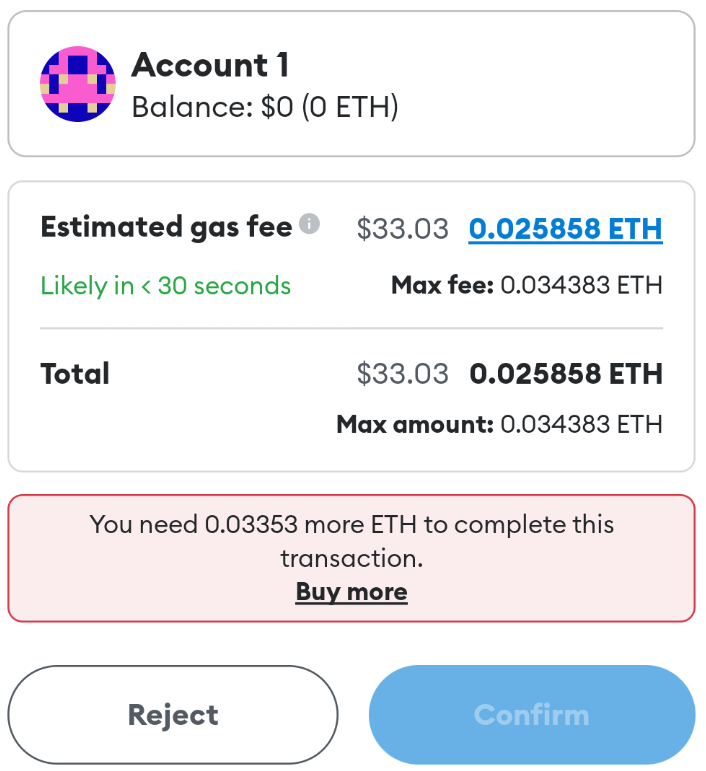 Account 1
Balance: $0 (0 ETH)
Estimated gas fee $33.03 0.025858 ETH
Likely in < 30 seconds Max fee: 0.034383 ETH
Total $33.03 0.025858 ETH
Max amount: 0.034383 ETH
You need 0.03353 more ETH to complete this
transaction.
Buy more
Reject Confirm